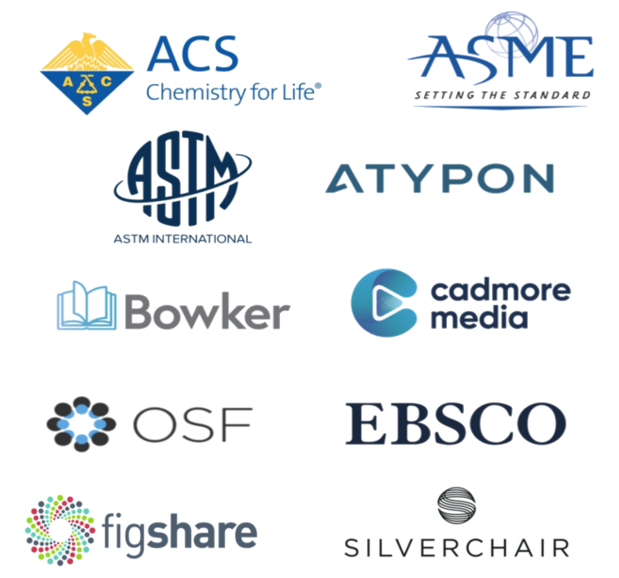 ACS
Chemistry for Life®
A C S
ASME
SETTING THE STANDARD
ASTM
ASTM INTERNATIONAL
ATYPON
Bowker
cadmore
media
OSF
EBSCO
figshare
SILVERCHAIR